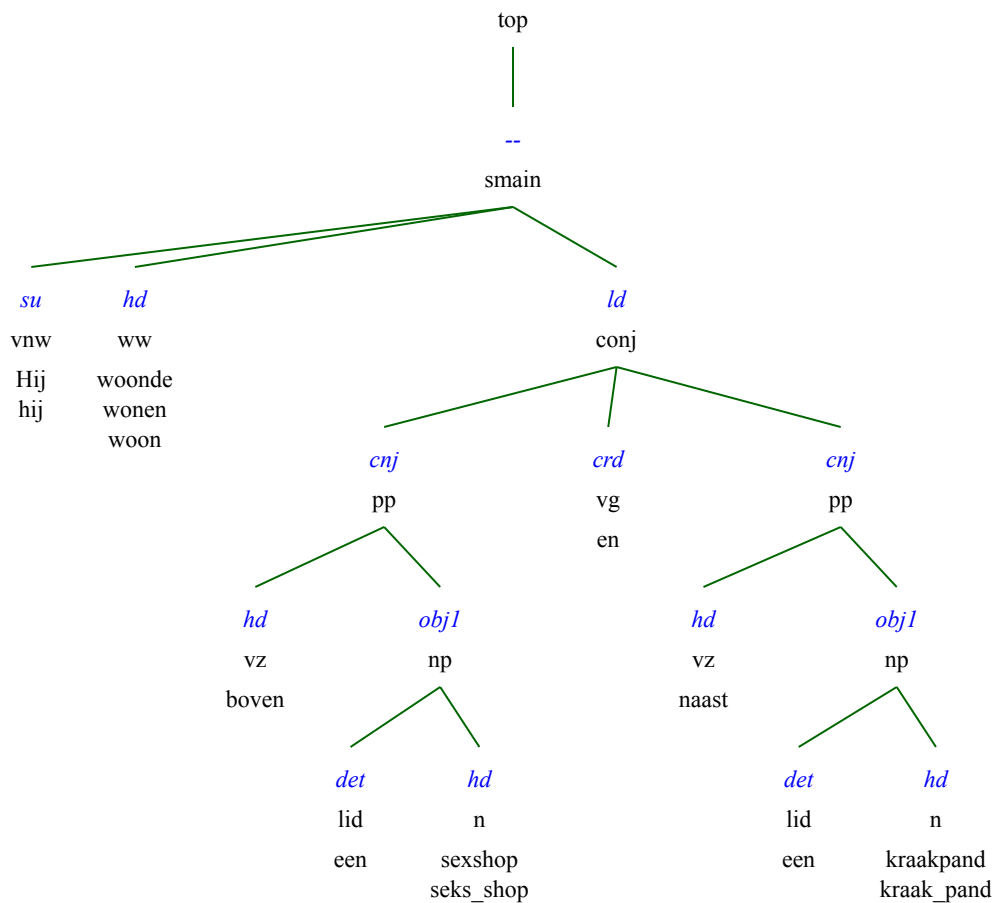 top
--
smain
su hd ld
vnw ww conj
Hij woonde
hij wonen
woon
cnj crd cnj
pp vg pp
en
hd obj1 hd obj1
vz np vz np
boven naast
det hd det hd
lid n lid n
een sexshop een kraakpand
seks_shop kraak_pand